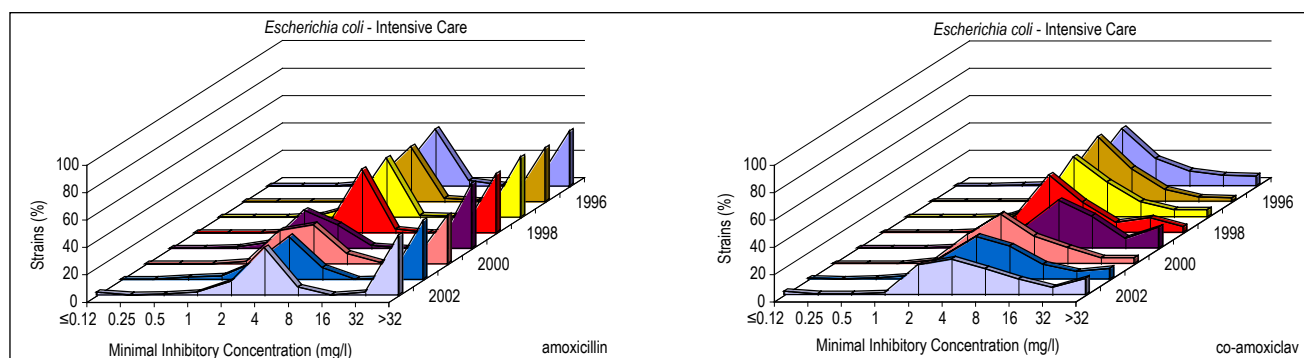 Escherichia coli - Intensive Care
100
80
60
40
20
0
Strains (%)
≤0.12 0.25 0.5 1 2 4 8 16 32 >32
1996
1998
2000
2002
Minimal Inhibitory Concentration (mg/l)
amoxicillin
Escherichia coli - Intensive Care
100
80
60
40
20
0
Strains (%)
≤0.12 0.25 0.5 1 2 4 8 16 32 >32
1996
1998
2000
2002
Minimal Inhibitory Concentration (mg/l)
co-amoxiclav